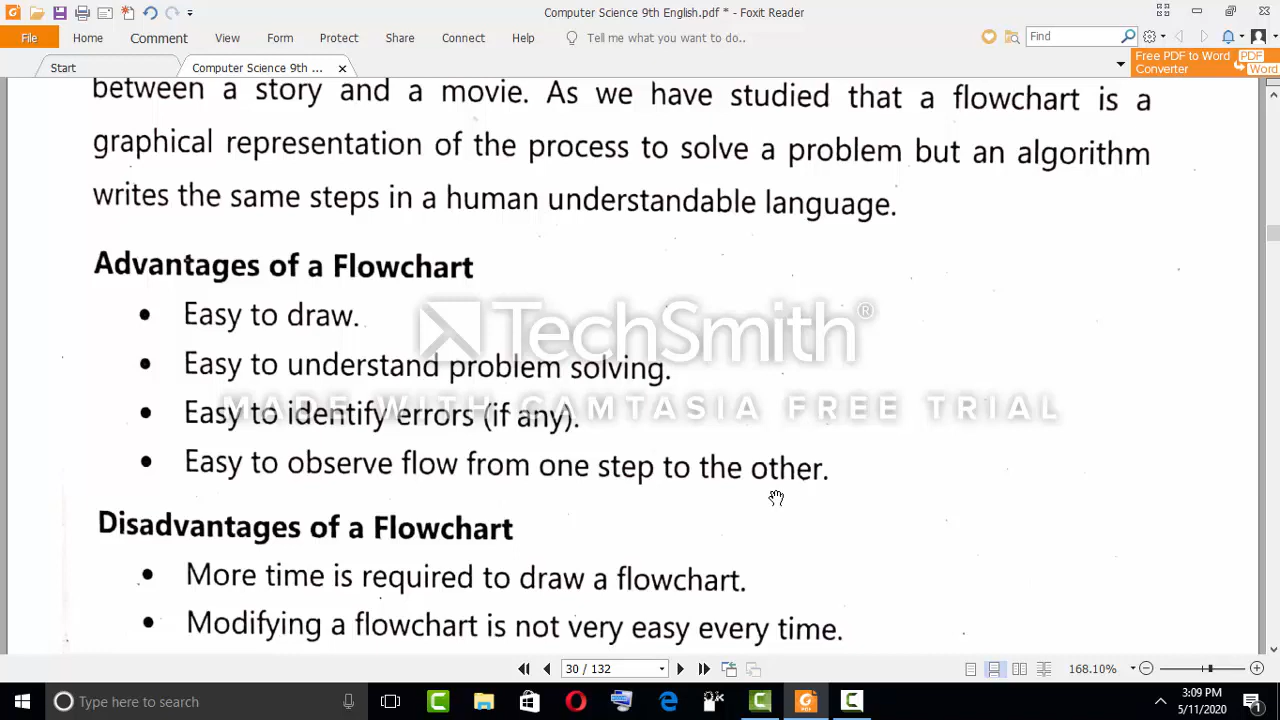 Computer Science 9th English.pdf * - Foxit Reader
File Home Comment View Form Protect Share Connect Help Tell me what you want to do.. Find
Start Computer Science 9th ... Free PDF to Word Converter PDF Word
between a story and a movie. As we have studied that a flowchart is a
graphical representation of the process to solve a problem but an algorithm
writes the same steps in a human understandable language.
Advantages of a Flowchart
• Easy to draw.
TechSmith®
• Easy to understand problem solving.
MADE WITH CAMTASIA FREE TRIAL
• Easy to identify errors (if any).
• Easy to observe flow from one step to the other.
Disadvantages of a Flowchart
• More time is required to draw a flowchart.
• Modifying a flowchart is not very easy every time.
30 / 132 168.10%
Type here to search
3:09 PM
5/11/2020